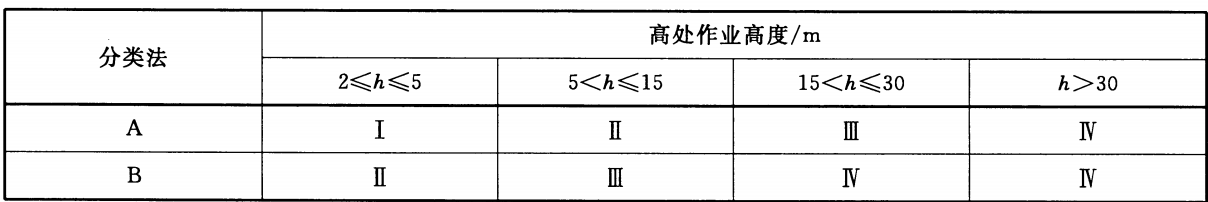 分类法
高处作业高度/m
2≤h≤5 5<h≤15 15<h≤30 h>30
A Ⅰ Ⅱ Ⅲ Ⅳ
B Ⅱ Ⅲ Ⅳ Ⅳ